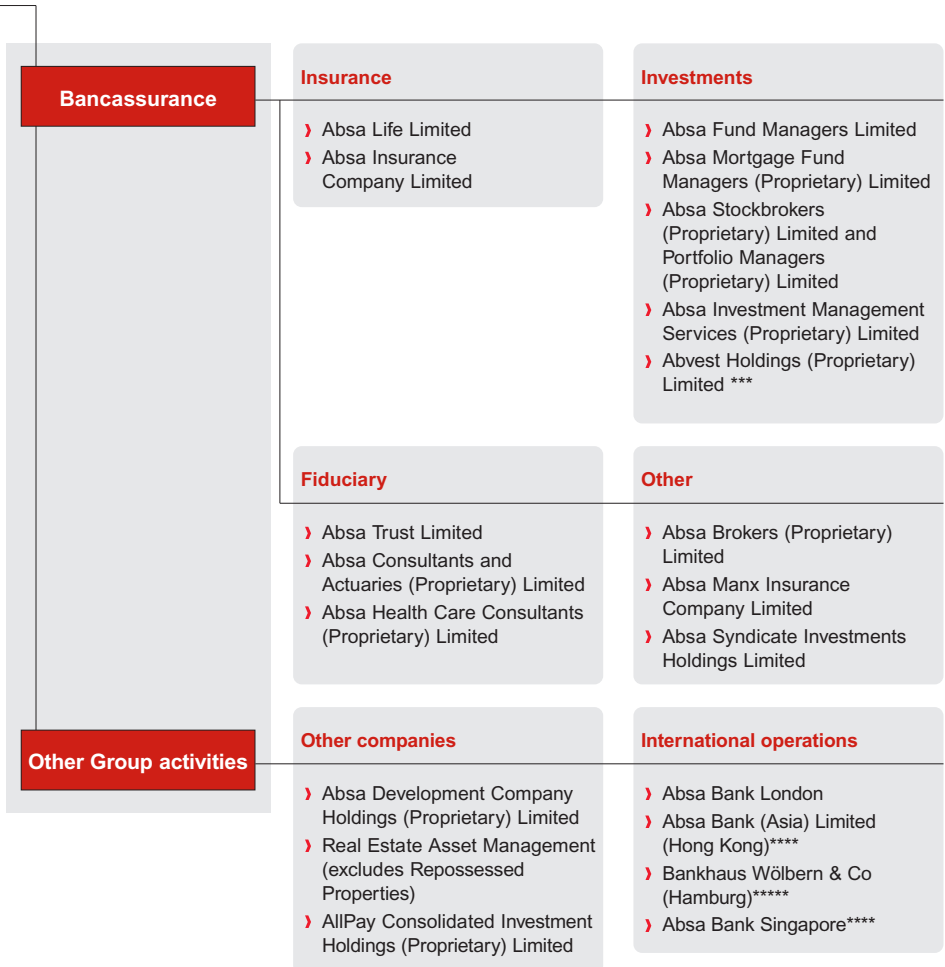 Bancassurance
Insurance
❱ Absa Life Limited
❱ Absa Insurance
Company Limited
Investments
❱ Absa Fund Managers Limited
❱ Absa Mortgage Fund
Managers (Proprietary) Limited
❱ Absa Stockbrokers
(Proprietary) Limited and
Portfolio Managers
(Proprietary) Limited
❱ Absa Investment Management
Services (Proprietary) Limited
❱ Abvest Holdings (Proprietary)
Limited ***
Fiduciary
❱ Absa Trust Limited
❱ Absa Consultants and
Actuaries (Proprietary) Limited
❱ Absa Health Care Consultants
(Proprietary) Limited
Other
❱ Absa Brokers (Proprietary)
Limited
❱ Absa Manx Insurance
Company Limited
❱ Absa Syndicate Investments
Holdings Limited
Other Group activities
Other companies
❱ Absa Development Company
Holdings (Proprietary) Limited
❱ Real Estate Asset Management
(excludes Repossessed
Properties)
❱ AllPay Consolidated Investment
Holdings (Proprietary) Limited
International operations
❱ Absa Bank London
❱ Absa Bank (Asia) Limited
(Hong Kong)****
❱ Bankhaus Wölbern & Co
(Hamburg)*****
❱ Absa Bank Singapore****